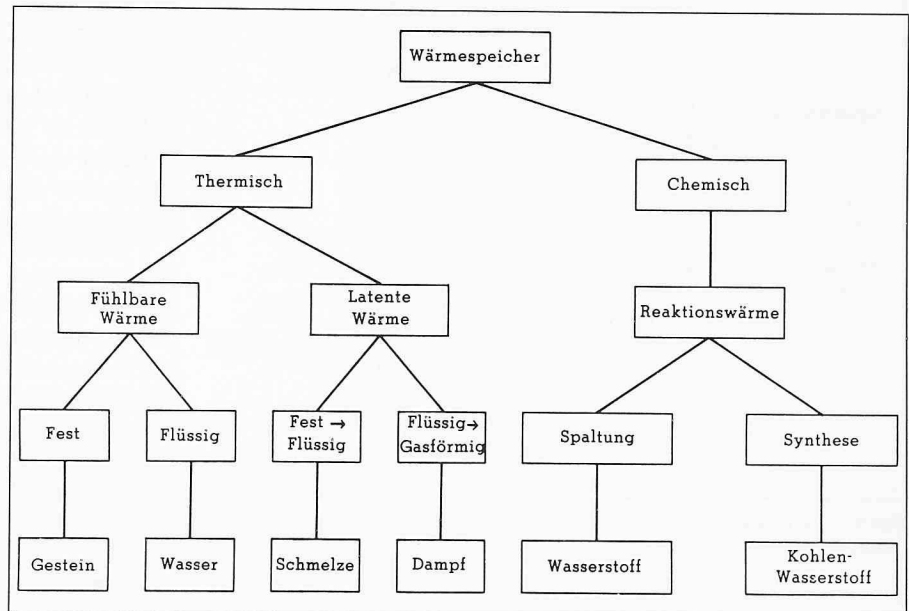 Wärmespeicher
Thermisch
Chemisch
Fühlbare
Wärme
Latente
Wärme
Reaktionswärme
Fest
Flüssig
Fest →
Flüssig
Flüssig→
Gasförmig
Spaltung
Synthese
Gestein
Wasser
Schmelze
Dampf
Wasserstoff
Kohlen-
Wasserstoff